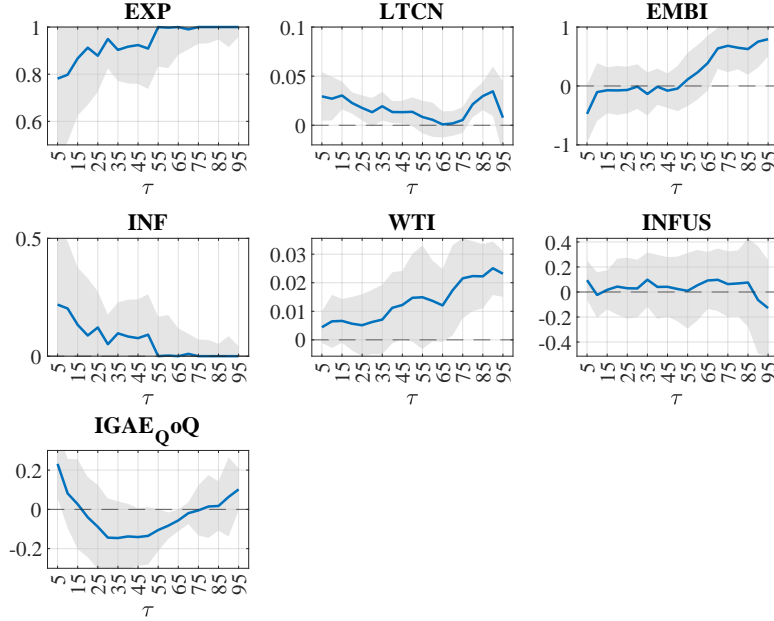 EXP LTCN EMBI
1 0.1 1
0.8 0.05 0
0.6 0 -1
5 15 25 35 45 55 65 75 85 95 5 15 25 35 45 55 65 75 85 95 5 15 25 35 45 55 65 75 85 95
τ τ τ
INF WTI INFUS
0.5 0.03 0.4
0.02 0.2
0.01 0
0 0 -0.2
-0.4
5 15 25 35 45 55 65 75 85 95 5 15 25 35 45 55 65 75 85 95 5 15 25 35 45 55 65 75 85 95
τ τ τ
IGAE_QoQ
0.2
0
-0.2
5 15 25 35 45 55 65 75 85 95
τ